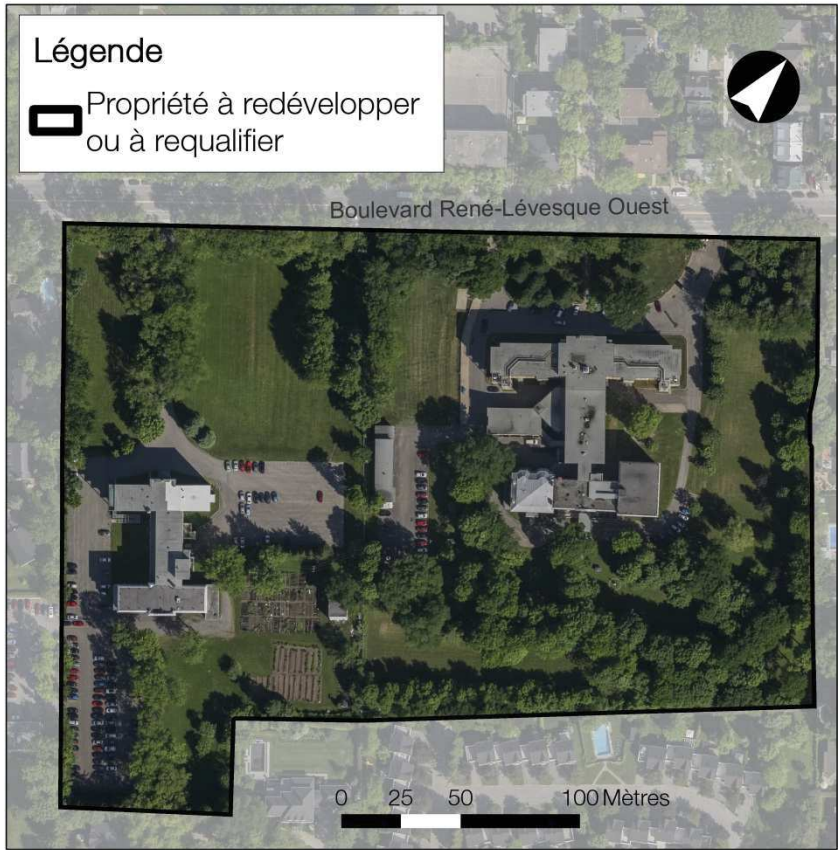 Légende
Propriété à redévelopper
ou à requalifier
Boulevard René-Lévesque Ouest
0 25 50 100 Mètres